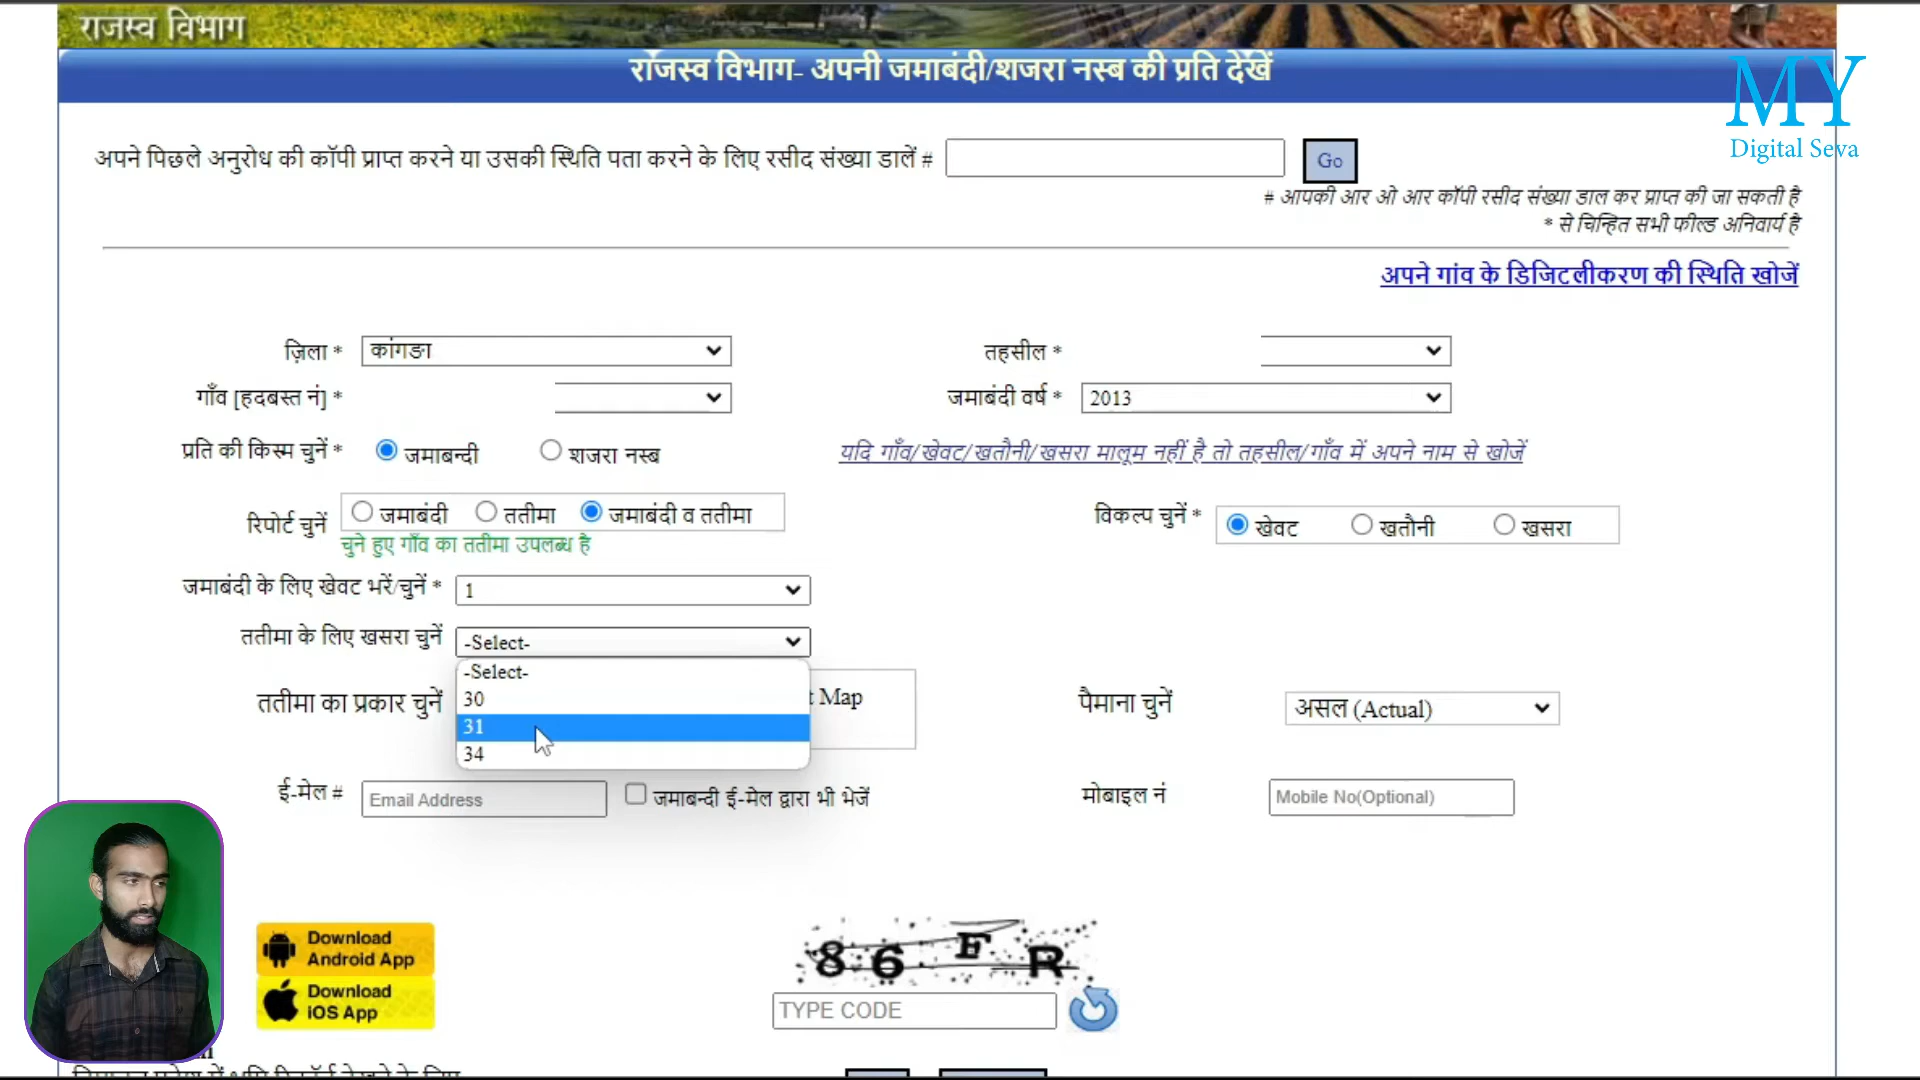 राजस्व विभाग
राजस्व विभाग- अपनी जमाबंदी/शजरा नस्ब की प्रति देखें
MY
Digital Seva
अपने पिछले अनुरोध की कॉपी प्राप्त करने या उसकी स्थिति पता करने के लिए रसीद संख्या डालें # Go
# आपकी आर ओ आर कॉपी रसीद संख्या डाल कर प्राप्त की जा सकती है
* से चिन्हित सभी फील्ड अनिवार्य है
अपने गांव के डिजिटलीकरण की स्थिति खोजें
ज़िला * कांगङा तहसील *
गाँव [हदबस्त नं] * जमाबंदी वर्ष * 2013
प्रति की किस्म चुनें * जमाबन्दी शजरा नस्ब यदि गाँव/खेवट/खतौनी/खसरा मालूम नहीं है तो तहसील/गाँव में अपने नाम से खोजें
रिपोर्ट चुनें जमाबंदी ततीमा जमाबंदी व ततीमा विकल्प चुनें * खेवट खतौनी खसरा
चुने हुए गाँव का ततीमा उपलब्ध है
जमाबंदी के लिए खेवट भरें/चुनें * 1
ततीमा के लिए खसरा चुनें -Select-
-Select-
30
31
34
ततीमा का प्रकार चुनें t Map पैमाना चुनें असल (Actual)
ई-मेल # Email Address जमाबन्दी ई-मेल द्वारा भी भेजें मोबाइल नं Mobile No(Optional)
Download
Android App
Download
iOS App
8 6 F R
TYPE CODE